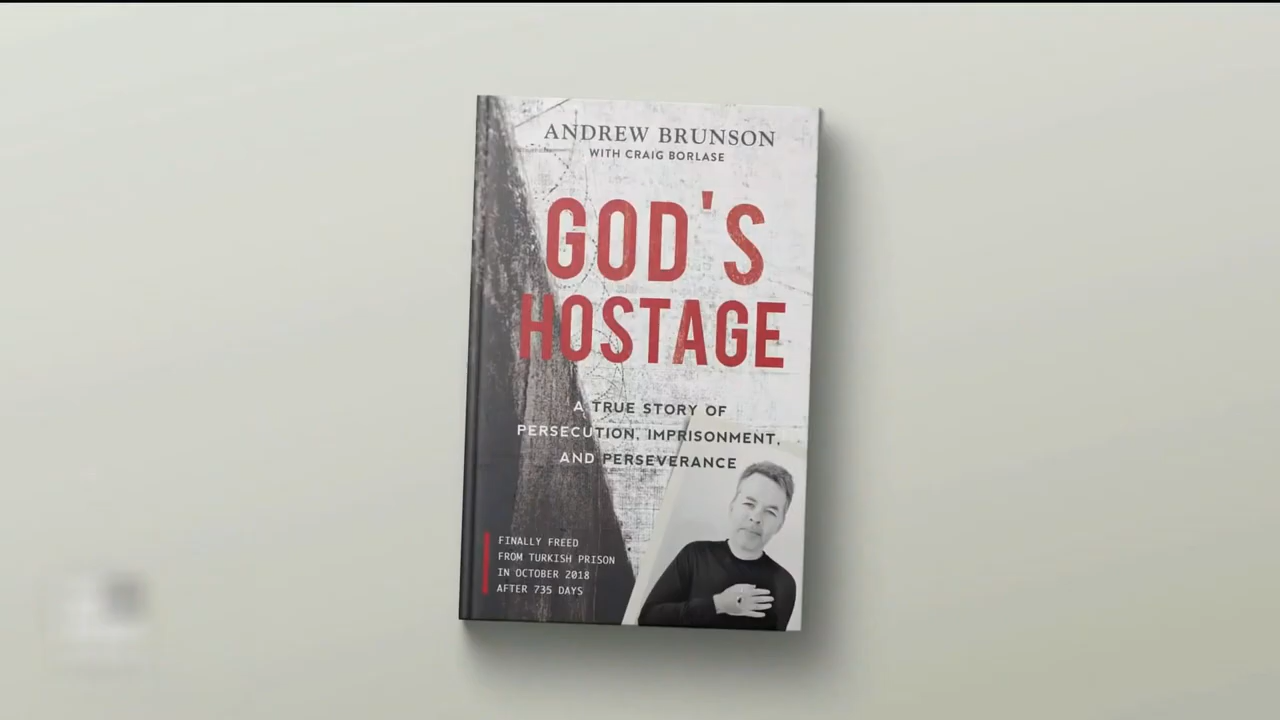 ANDREW BRUNSON
WITH CRAIG BORLASE
GOD'S
HOSTAGE
A TRUE STORY OF
PERSECUTION, IMPRISONMENT,
AND PERSEVERANCE
FINALLY FREED
FROM TURKISH PRISON
IN OCTOBER 2018
AFTER 735 DAYS